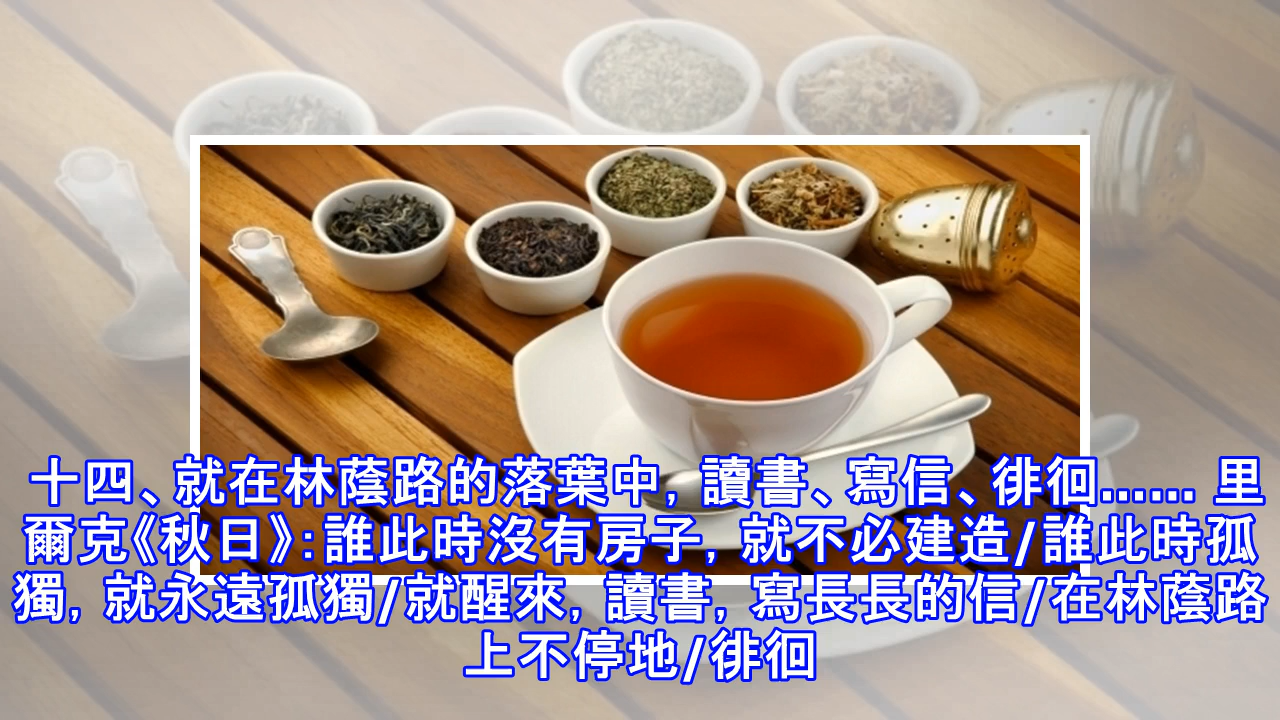 十四、就在林蔭路的落葉中, 讀書、寫信、徘徊...... 里
爾克《秋日》:誰此時沒有房子, 就不必建造/誰此時孤
獨, 就永遠孤獨/就醒來, 讀書, 寫長長的信/在林蔭路
上不停地/徘徊